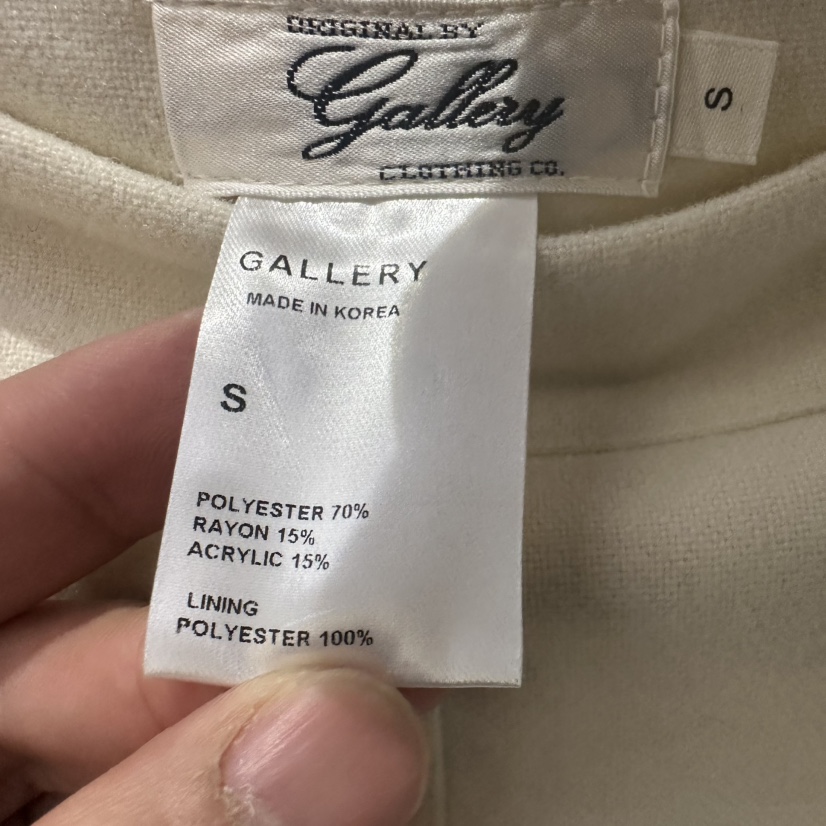 ORIGINAL BY
Gallery
CLOTHING CO.
S
GALLERY
MADE IN KOREA
S
POLYESTER 70%
RAYON 15%
ACRYLIC 15%
LINING
POLYESTER 100%